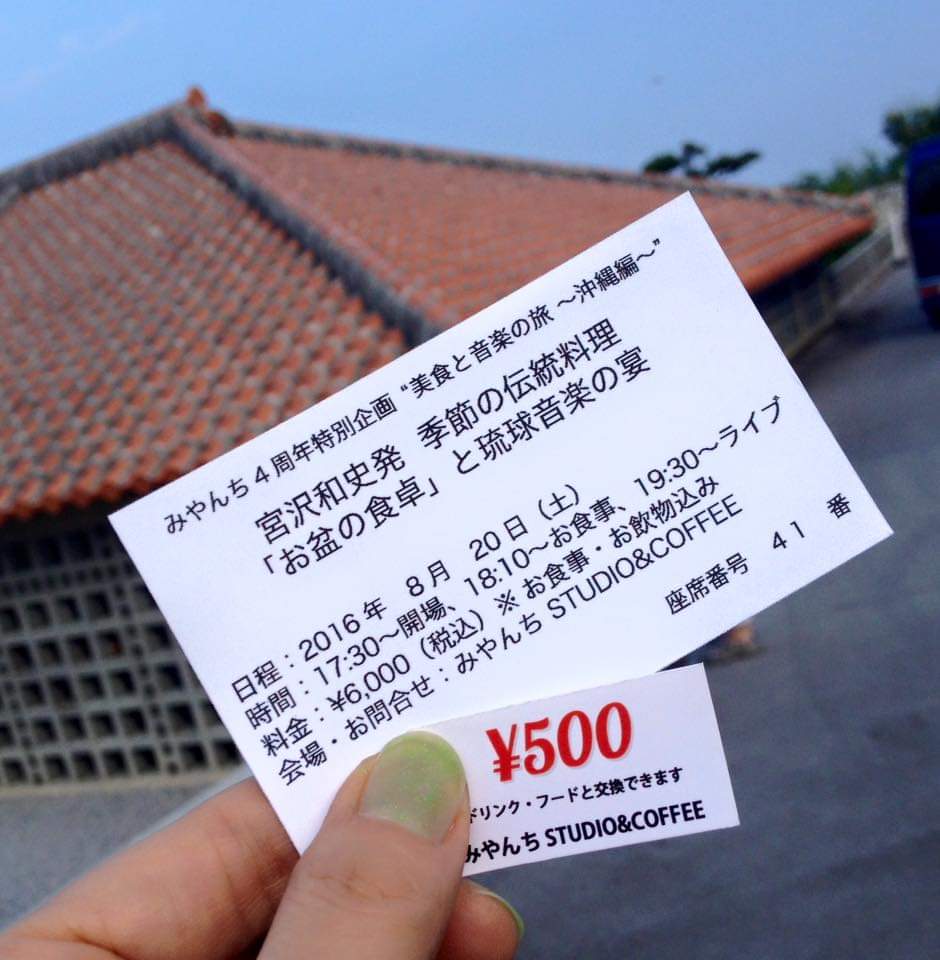 みやんち4周年特別企画 “美食と音楽の旅 ～沖縄編～”
宮沢和史発 季節の伝統料理
「お盆の食卓」と琉球音楽の宴
日程：2016年 8月 20日（土）
時間：17:30～開場、18:10～お食事、19:30～ライブ
料金：¥6,000（税込）※お食事・お飲物込み
会場・お問合せ：みやんち STUDIO&COFFEE
座席番号 41 番
¥500
ドリンク・フードと交換できます
みやんち STUDIO&COFFEE